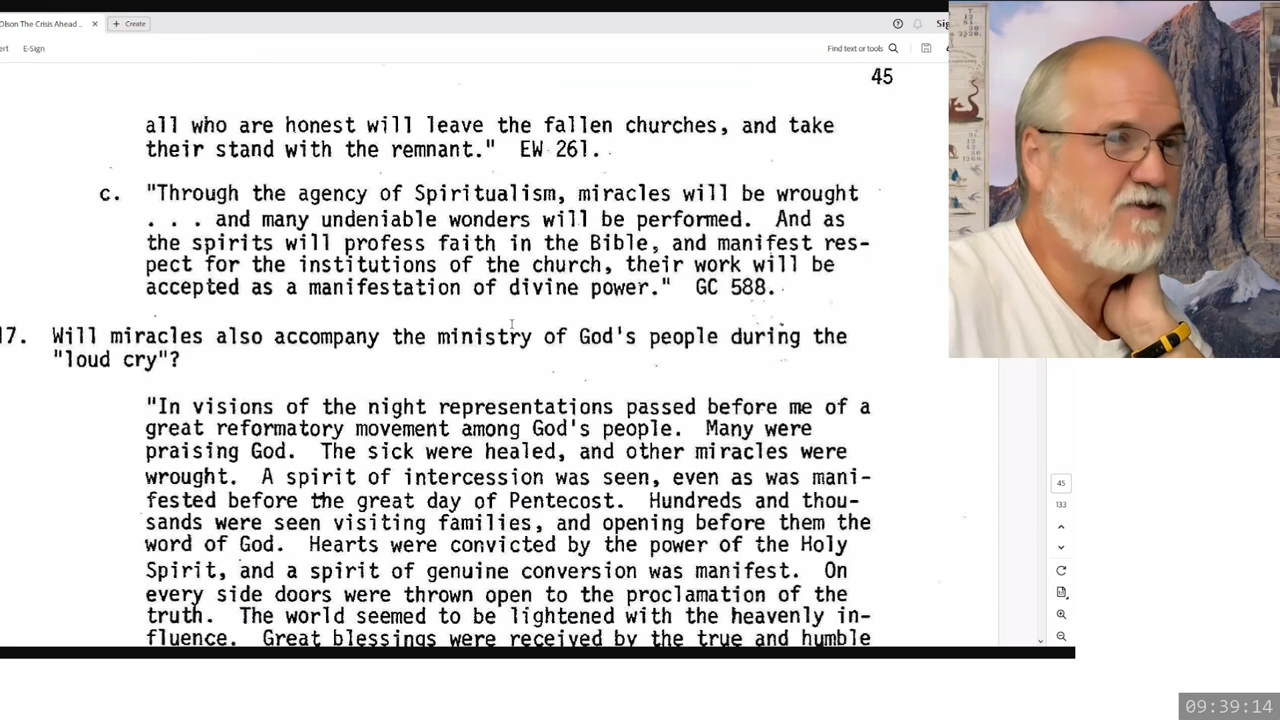 Olson The Crisis Ahead ..
Create
E-Sign
Find text or tools
45
all who are honest will leave the fallen churches, and take
their stand with the remnant." EW 261.
c. "Through the agency of Spiritualism, miracles will be wrought
. . . and many undeniable wonders will be performed. And as
the spirits will profess faith in the Bible, and manifest res-
pect for the institutions of the church, their work will be
accepted as a manifestation of divine power." GC 588.
17. Will miracles also accompany the ministry of God's people during the
"loud cry"?
"In visions of the night representations passed before me of a
great reformatory movement among God's people. Many were
praising God. The sick were healed, and other miracles were
wrought. A spirit of intercession was seen, even as was mani-
fested before the great day of Pentecost. Hundreds and thou-
sands were seen visiting families, and opening before them the
word of God. Hearts were convicted by the power of the Holy
Spirit, and a spirit of genuine conversion was manifest. On
every side doors were thrown open to the proclamation of the
truth. The world seemed to be lightened with the heavenly in-
fluence. Great blessings were received by the true and humble
45
133
09:39:14